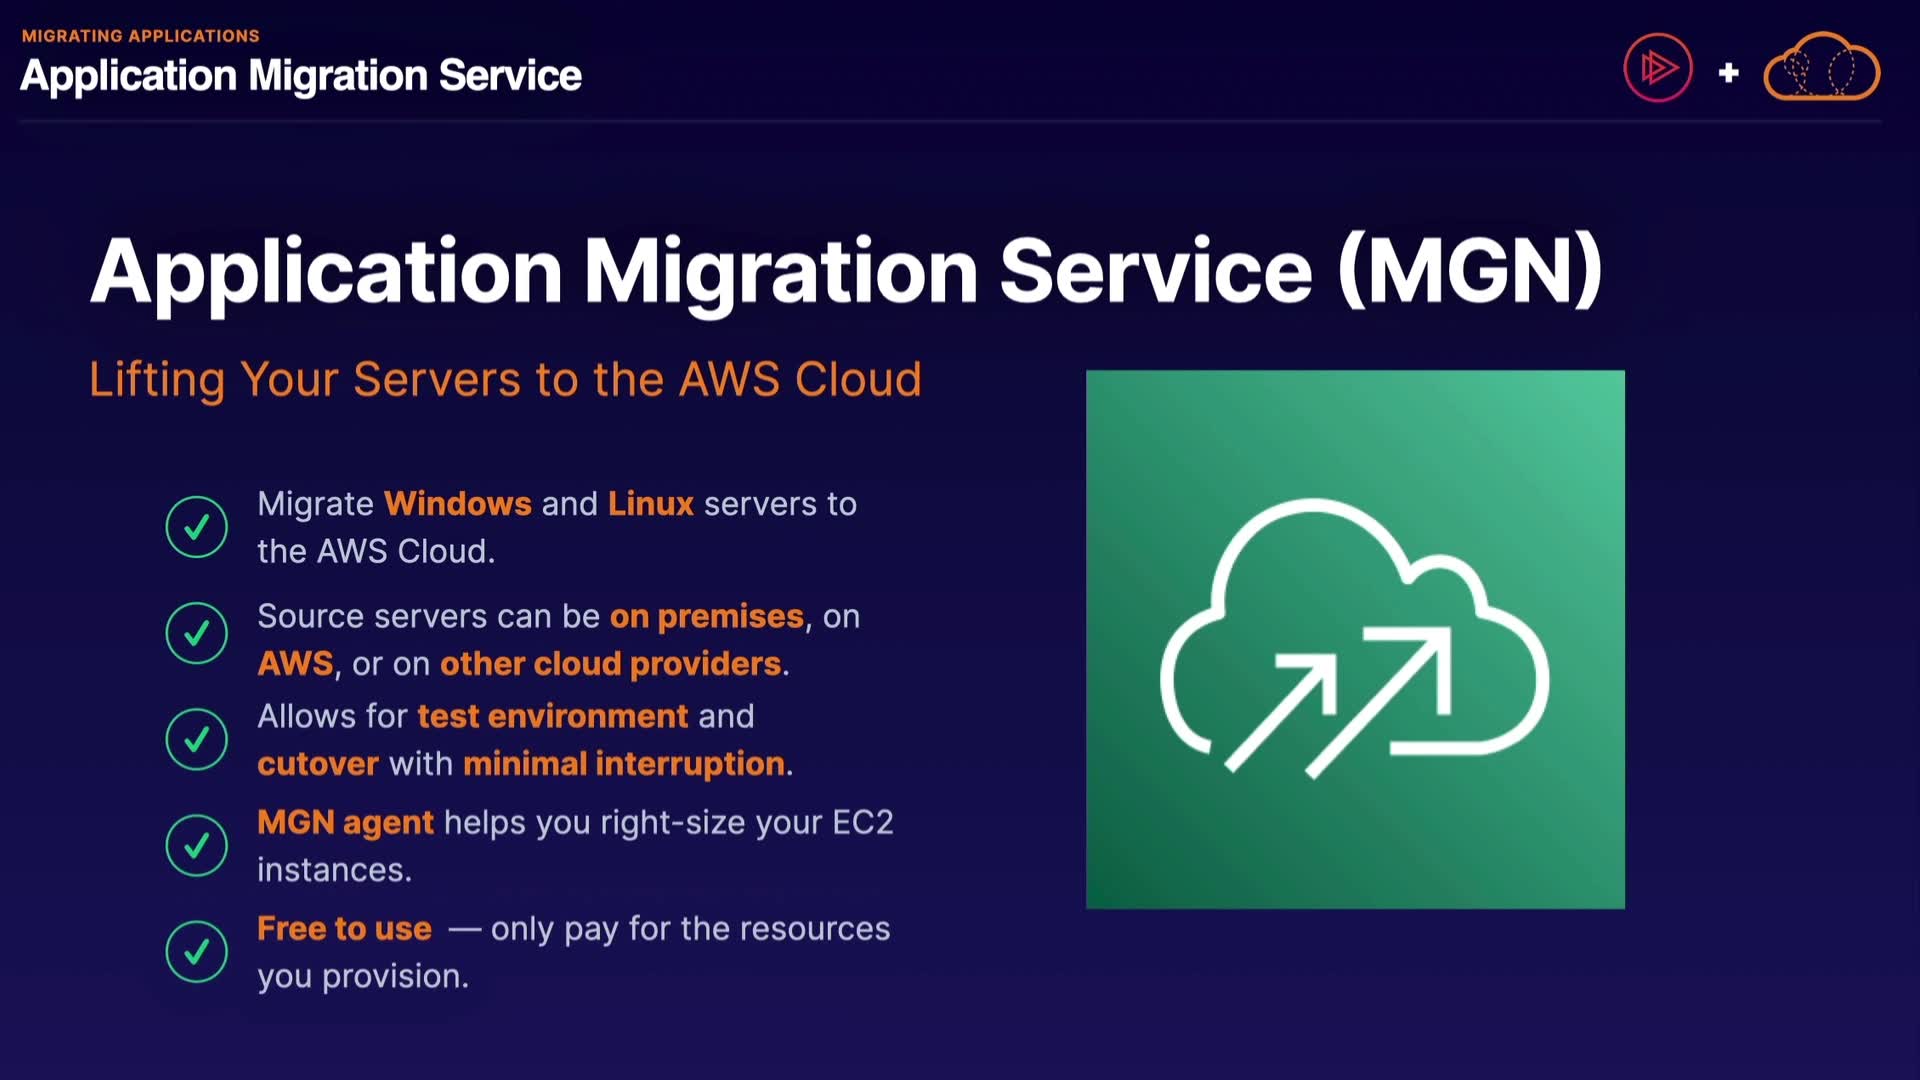 MIGRATING APPLICATIONS
Application Migration Service
Application Migration Service (MGN)
Lifting Your Servers to the AWS Cloud
Migrate Windows and Linux servers to
the AWS Cloud.
Source servers can be on premises, on
AWS, or on other cloud providers.
Allows for test environment and
cutover with minimal interruption.
MGN agent helps you right-size your EC2
instances.
Free to use — only pay for the resources
you provision.